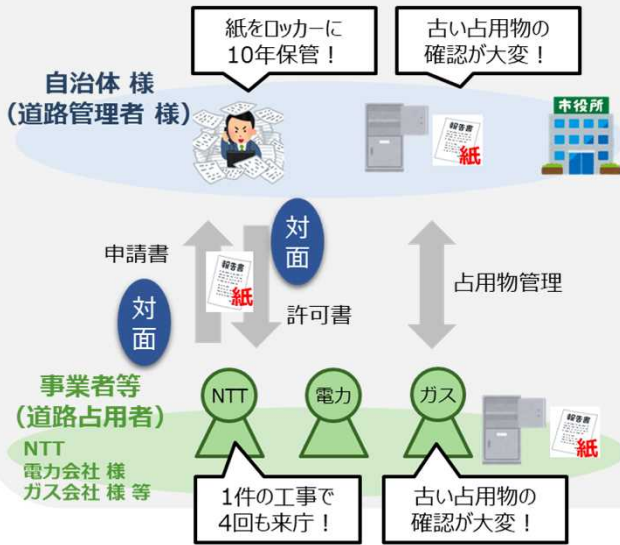 紙をロッカーに
10年保管！
古い占用物の
確認が大変！
自治体 様
（道路管理者 様）
市役所
報告書
紙
申請書
対面
報告書
紙
対面
許可書
占用物管理
事業者等
（道路占用者）
NTT
電力会社 様
ガス会社 様 等
NTT
電力
ガス
報告書
紙
1件の工事で
4回も来庁！
古い占用物の
確認が大変！